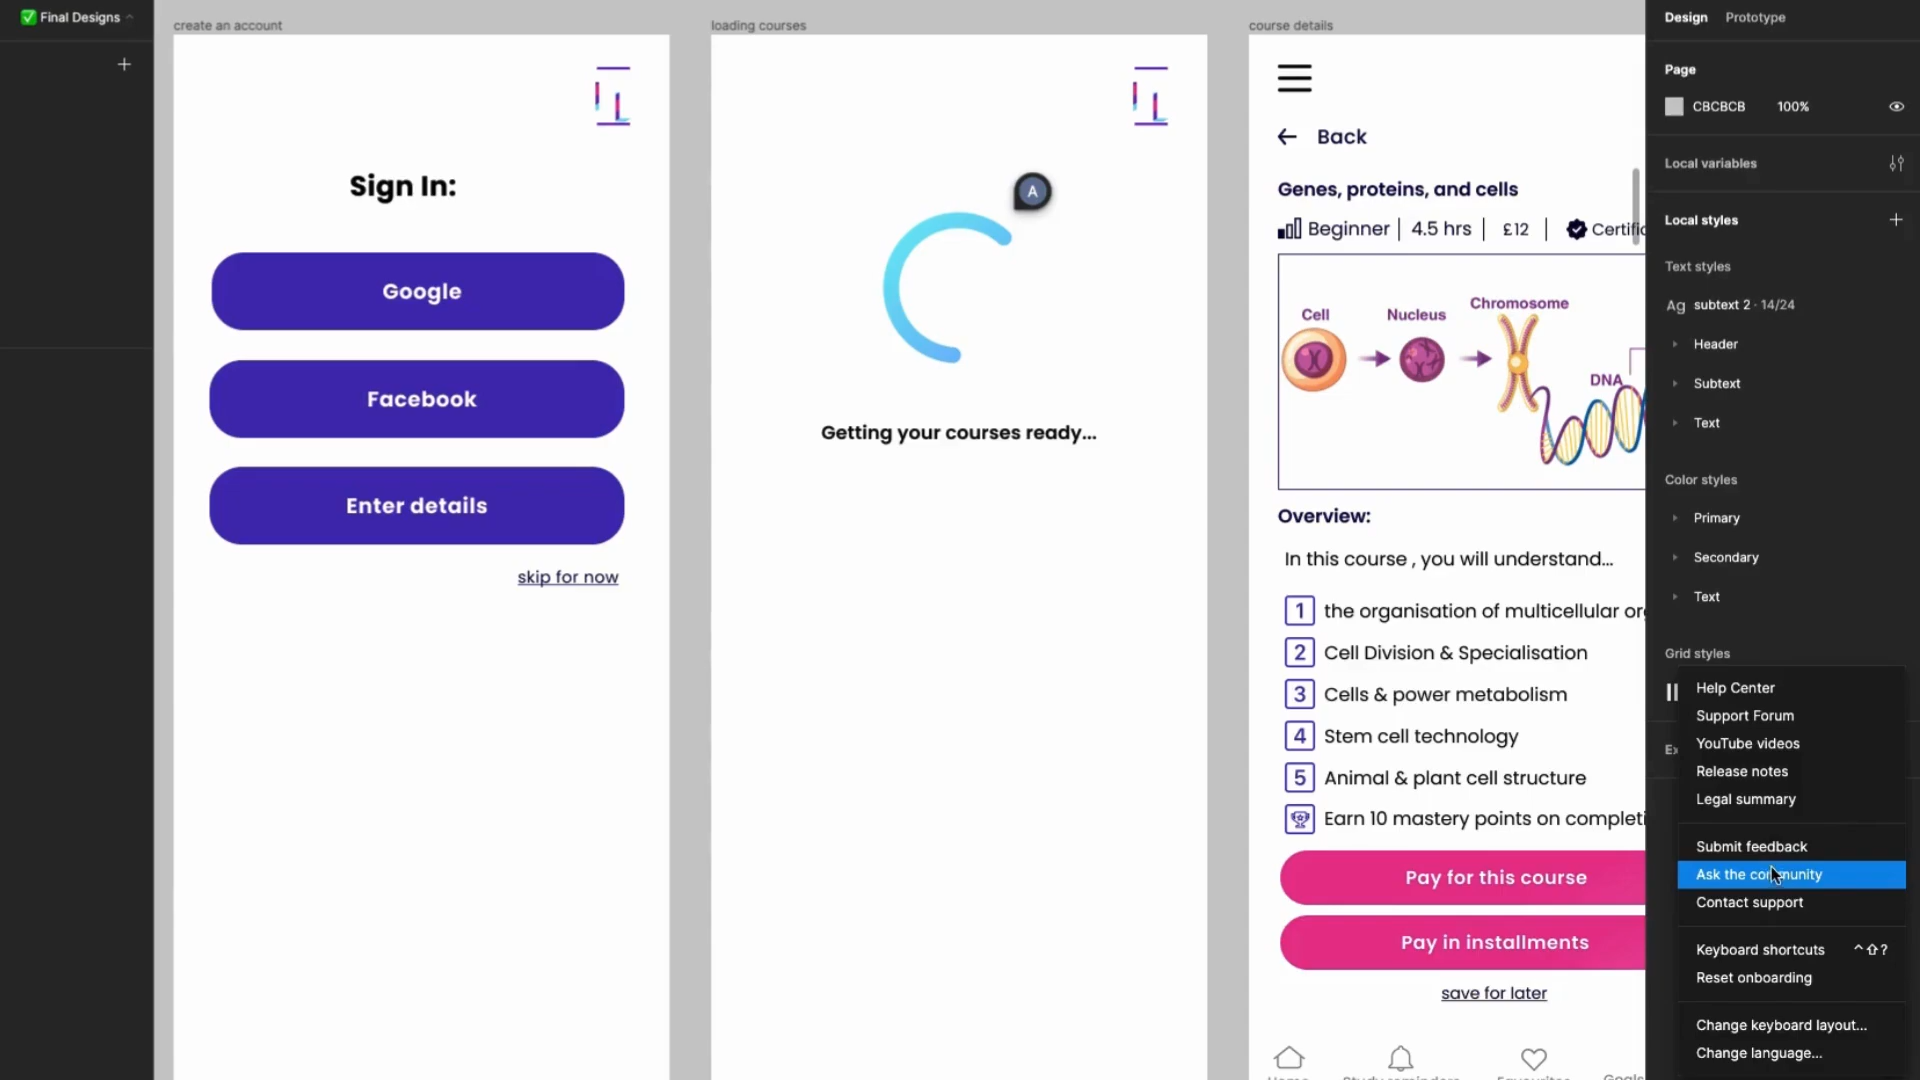 Final Designs
create an account
Sign In:
Google
Facebook
Enter details
skip for now
loading courses
A
Getting your courses ready...
course details
Back
Genes, proteins, and cells
Beginner | 4.5 hrs | £12 |
Cell
Nucleus
Chromosome
DNA
Overview:
In this course , you will understand...
1 the organisation of multicellular
2 Cell Division & Specialisation
3 Cells & power metabolism
4 Stem cell technology
5 Animal & plant cell structure
Earn 10 mastery points on
Pay for this course
Pay in installments
save for later
Design Prototype
Page
CBCBCB 100%
Local variables
Local styles
Text styles
Ag subtext 2 · 14/24
Header
Subtext
Text
Color styles
Primary
Secondary
Text
Grid styles
Help Center
Support Forum
YouTube videos
Release notes
Legal summary
Submit feedback
Ask the community
Contact support
Keyboard shortcuts ^⇧?
Reset onboarding
Change keyboard layout...
Change language...